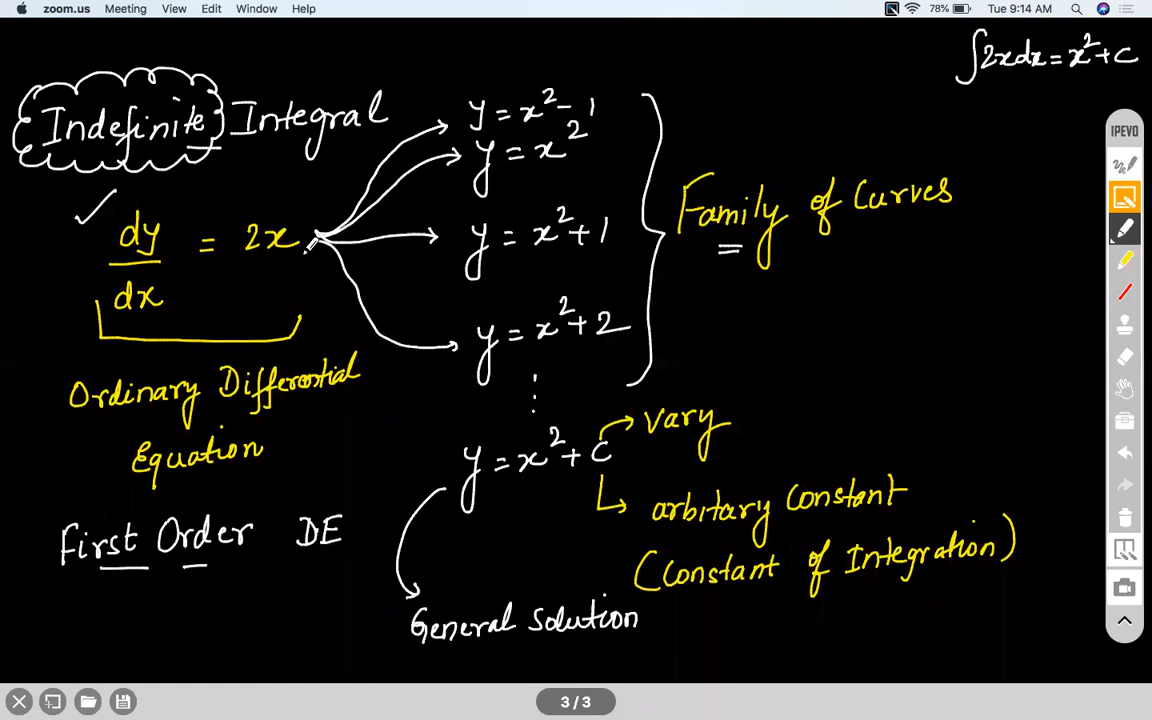 zoom.us Meeting View Edit Window Help
78% Tue 9:14 AM
∫2xdx = x² + c
Indefinite Integral
y = x² - 1
y = x²
dy/dx = 2x
y = x² + 1
y = x² + 2
Family of Curves
Ordinary Differential
Equation
⋮
y = x² + c
vary
arbitary constant
(constant of Integration)
First Order DE
General solution
IPEVO
3/3